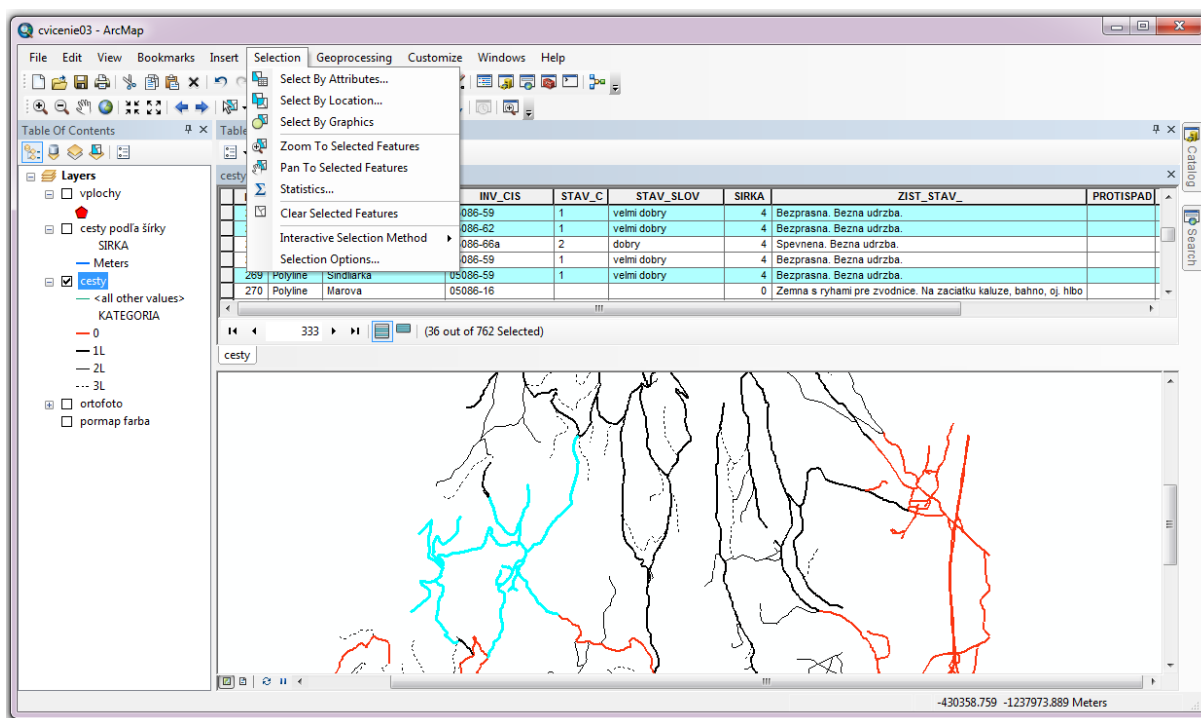 cvicenie03 - ArcMap
File Edit View Bookmarks Insert Selection Geoprocessing Customize Windows Help
Select By Attributes...
Select By Location...
Select By Graphics
Zoom To Selected Features
Pan To Selected Features
Statistics...
Clear Selected Features
Interactive Selection Method
Selection Options...
Table Of Contents
Layers
vplochy
cesty podľa šírky
SIRKA
Meters
cesty
<all other values>
KATEGORIA
0
1L
2L
3L
ortofoto
pormap farba
Table
cesty
INV_CIS STAV_C STAV_SLOV SIRKA ZIST_STAV_ PROTISPAD
086-59 1 velmi dobry 4 Bezprasna. Bezna udrzba.
086-62 1 velmi dobry 4 Bezprasna. Bezna udrzba.
086-66a 2 dobry 4 Spevnena. Bezna udrzba.
086-59 1 velmi dobry 4 Bezprasna. Bezna udrzba.
269 Polyline Sindliarka 05086-59 1 velmi dobry 4 Bezprasna. Bezna udrzba.
270 Polyline Marova 05086-16 0 Zemna s ryhami pre zvodnice. Na zaciatku kaluze, bahno, oj. hlbo
333 (36 out of 762 Selected)
cesty
Catalog
Search
-430358.759 -1237973.889 Meters